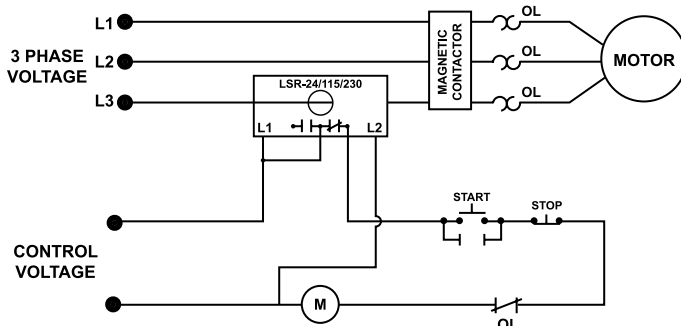 L1
OL
3 PHASE
VOLTAGE
L2
OL
MAGNETIC
CONTACTOR
MOTOR
LSR-24/115/230
L3
OL
L1
L2
START
STOP
CONTROL
VOLTAGE
M
OL